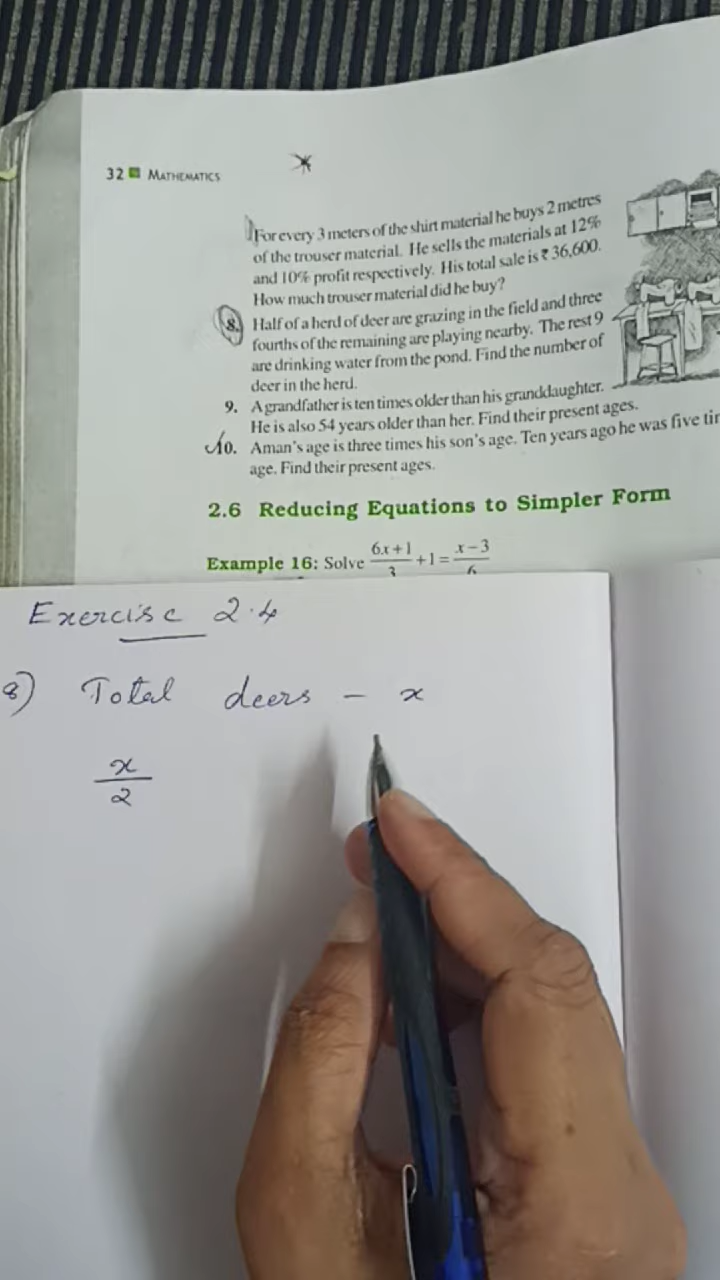 32 MATHEMATICS
For every 3 meters of the shirt material he buys 2 metres
of the trouser material. He sells the materials at 12%
and 10% profit respectively. His total sale is ₹ 36,600.
How much trouser material did he buy?
8. Half of a herd of deer are grazing in the field and three
fourths of the remaining are playing nearby. The rest 9
are drinking water from the pond. Find the number of
deer in the herd.
9. A grandfather is ten times older than his granddaughter.
He is also 54 years older than her. Find their present ages.
10. Aman's age is three times his son's age. Ten years ago he was five
age. Find their present ages.
2.6 Reducing Equations to Simpler Form
Example 16: Solve (6x+1)/3 + 1 = (x-3)/6
Exercise 2.4
8) Total deers - x
x/2